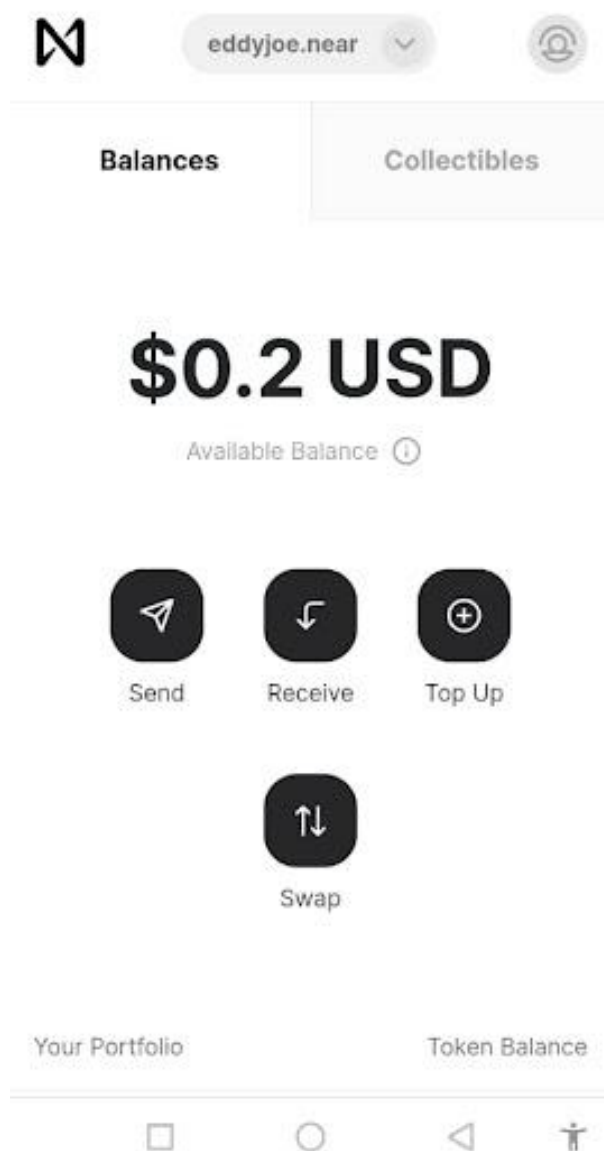 eddyjoe.near
Balances Collectibles
$0.2 USD
Available Balance
Send Receive Top Up
Swap
Your Portfolio Token Balance